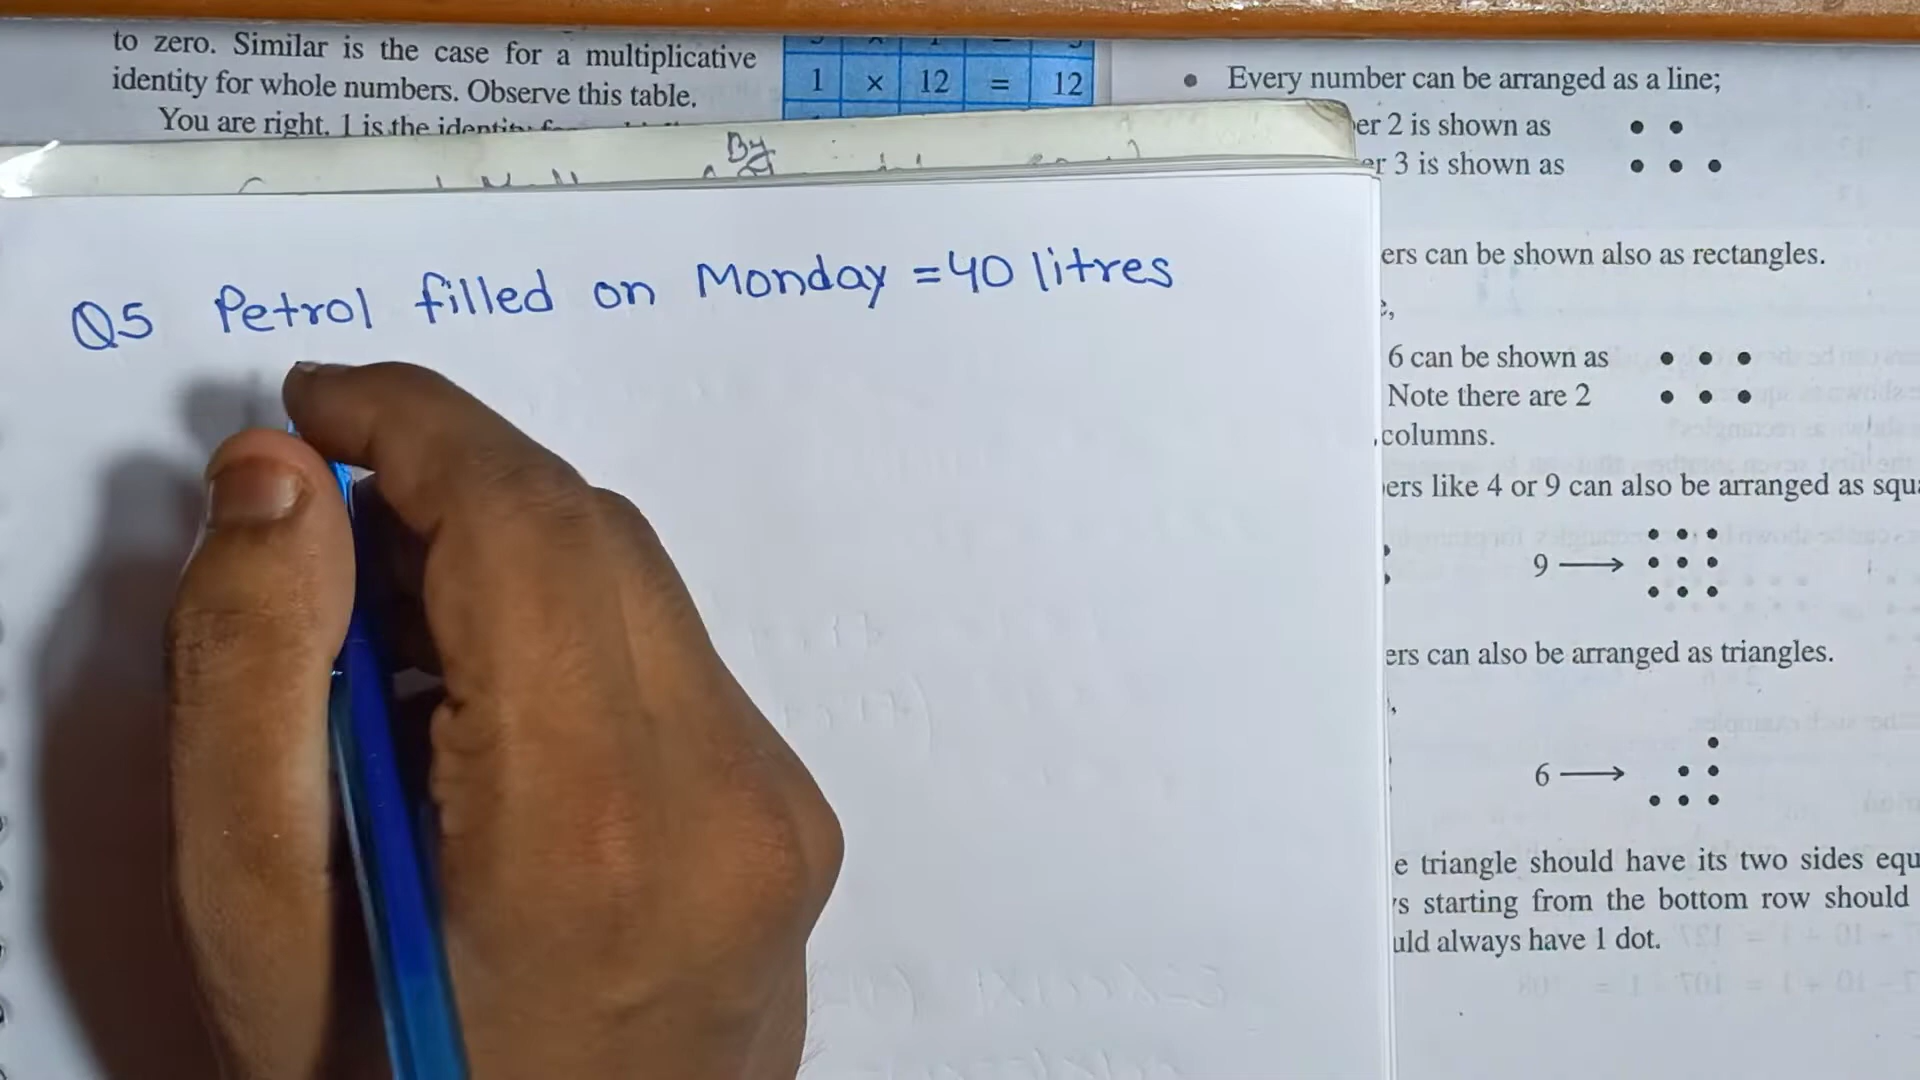 to zero. Similar is the case for a multiplicative
identity for whole numbers. Observe this table.
You are right. 1 is the identity
1 × 12 = 12
By
Q5 Petrol filled on Monday = 40 litres
• Every number can be arranged as a line;
er 2 is shown as
er 3 is shown as
ers can be shown also as rectangles.
6 can be shown as
Note there are 2
columns.
ers like 4 or 9 can also be arranged as squa
9 →
ers can also be arranged as triangles.
6 →
e triangle should have its two sides equ
s starting from the bottom row should
uld always have 1 dot.